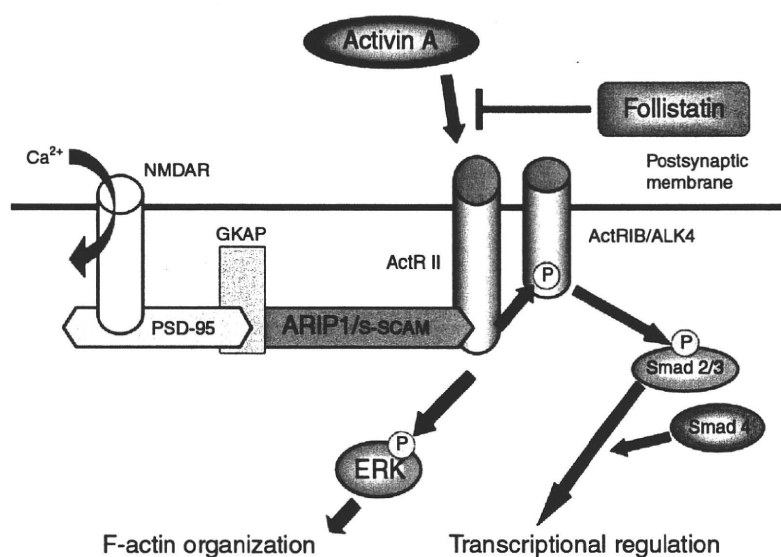 Activin A
Follistatin
Ca2+
NMDAR
Postsynaptic
membrane
GKAP
ActR II
ActRIB/ALK4
P
PSD-95
ARIP1/S-SCAM
P
Smad 2/3
Smad 4
P
ERK
F-actin organization
Transcriptional regulation